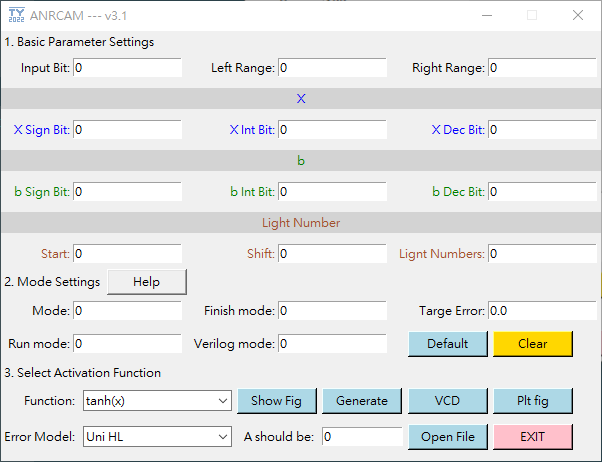 TY 2022 ANRCAM --- v3.1
1. Basic Parameter Settings
Input Bit: 0 Left Range: 0 Right Range: 0
X
X Sign Bit: 0 X Int Bit: 0 X Dec Bit: 0
b
b Sign Bit: 0 b Int Bit: 0 b Dec Bit: 0
Light Number
Start: 0 Shift: 0 Lignt Numbers: 0
2. Mode Settings Help
Mode: 0 Finish mode: 0 Targe Error: 0.0
Run mode: 0 Verilog mode: 0 Default Clear
3. Select Activation Function
Function: tanh(x) Show Fig Generate VCD Plt fig
Error Model: Uni HL A should be: 0 Open File EXIT